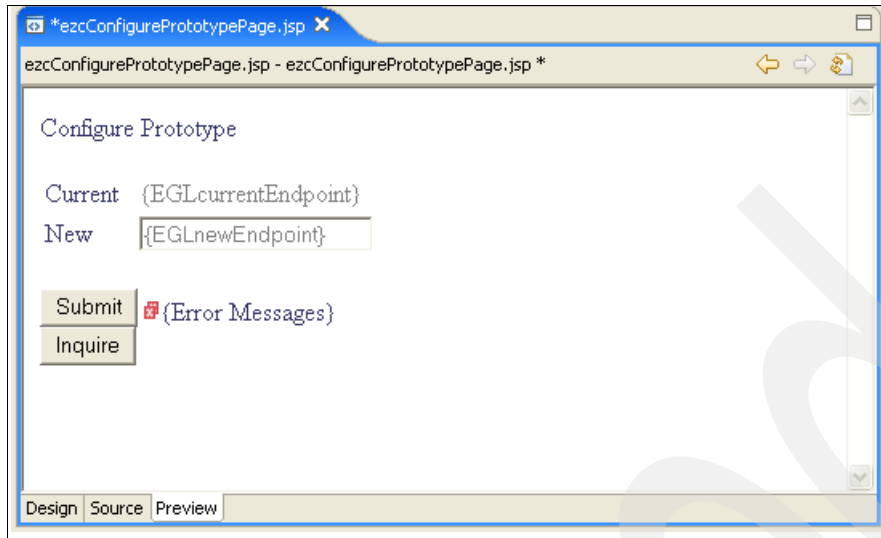 *ezcConfigurePrototypePage.jsp
ezcConfigurePrototypePage.jsp - ezcConfigurePrototypePage.jsp *
Configure Prototype
Current {EGLcurrentEndpoint}
New {EGLnewEndpoint}
Submit {Error Messages}
Inquire
Design Source Preview